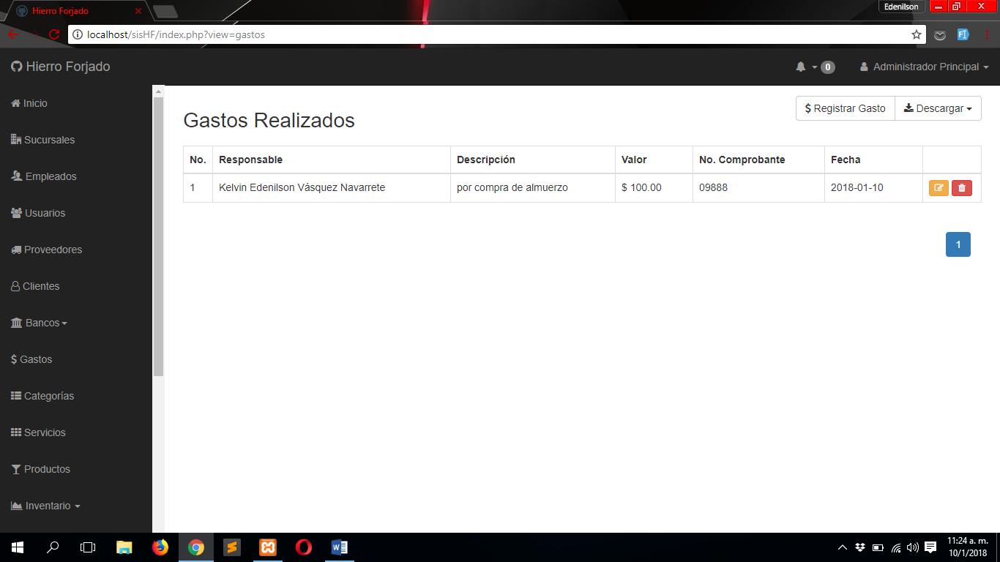 Hierro Forjado
Edenilson
localhost/sisHF/index.php?view=gastos
Hierro Forjado
0
Administrador Principal
Inicio
Sucursales
Empleados
Usuarios
Proveedores
Clientes
Bancos
$ Gastos
Categorías
Servicios
Productos
Inventario
Gastos Realizados
$ Registrar Gasto
Descargar
No. Responsable Descripción Valor No. Comprobante Fecha
1 Kelvin Edenilson Vásquez Navarrete por compra de almuerzo $ 100.00 09888 2018-01-10
1
11:24 a. m.
10/1/2018